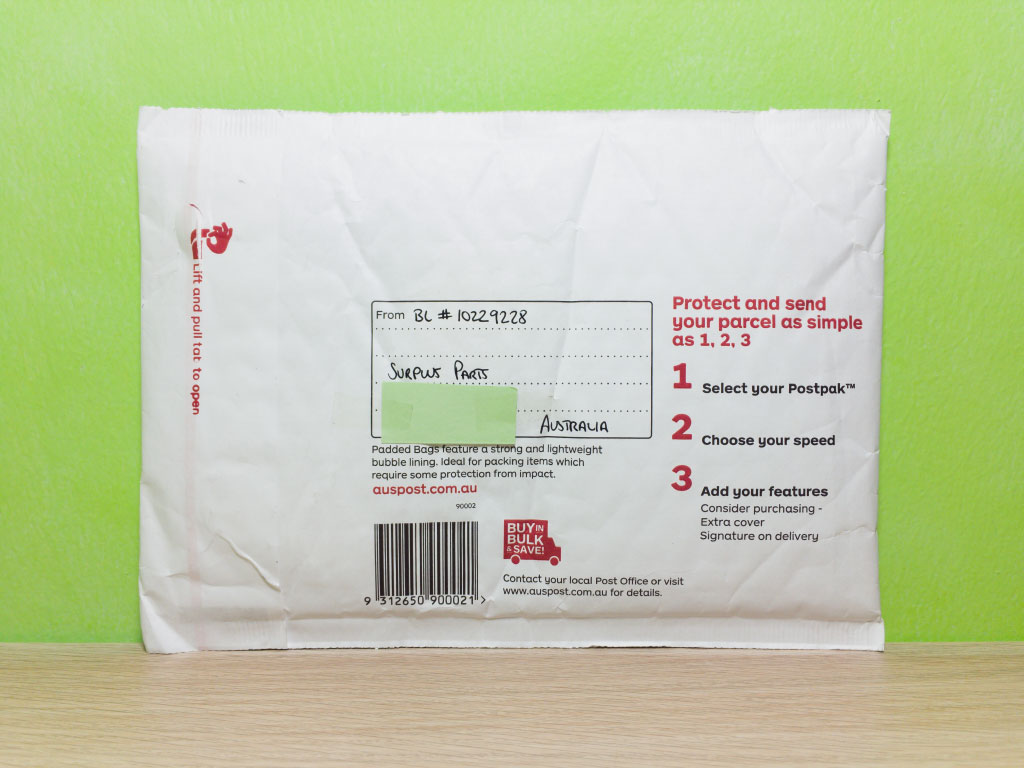 Lift and pull tat to open
From BL # 10229228
SURPLUS PARTS
AUSTRALIA
Padded Bags feature a strong and lightweight
bubble lining. Ideal for packing items which
require some protection from impact.
auspost.com.au
90002
9 312650 900021 >
BUY IN
BULK
& SAVE!
Contact your local Post Office or visit
www.auspost.com.au for details.
Protect and send
your parcel as simple
as 1, 2, 3
1 Select your Postpak™
2 Choose your speed
3 Add your features
Consider purchasing -
Extra cover
Signature on delivery